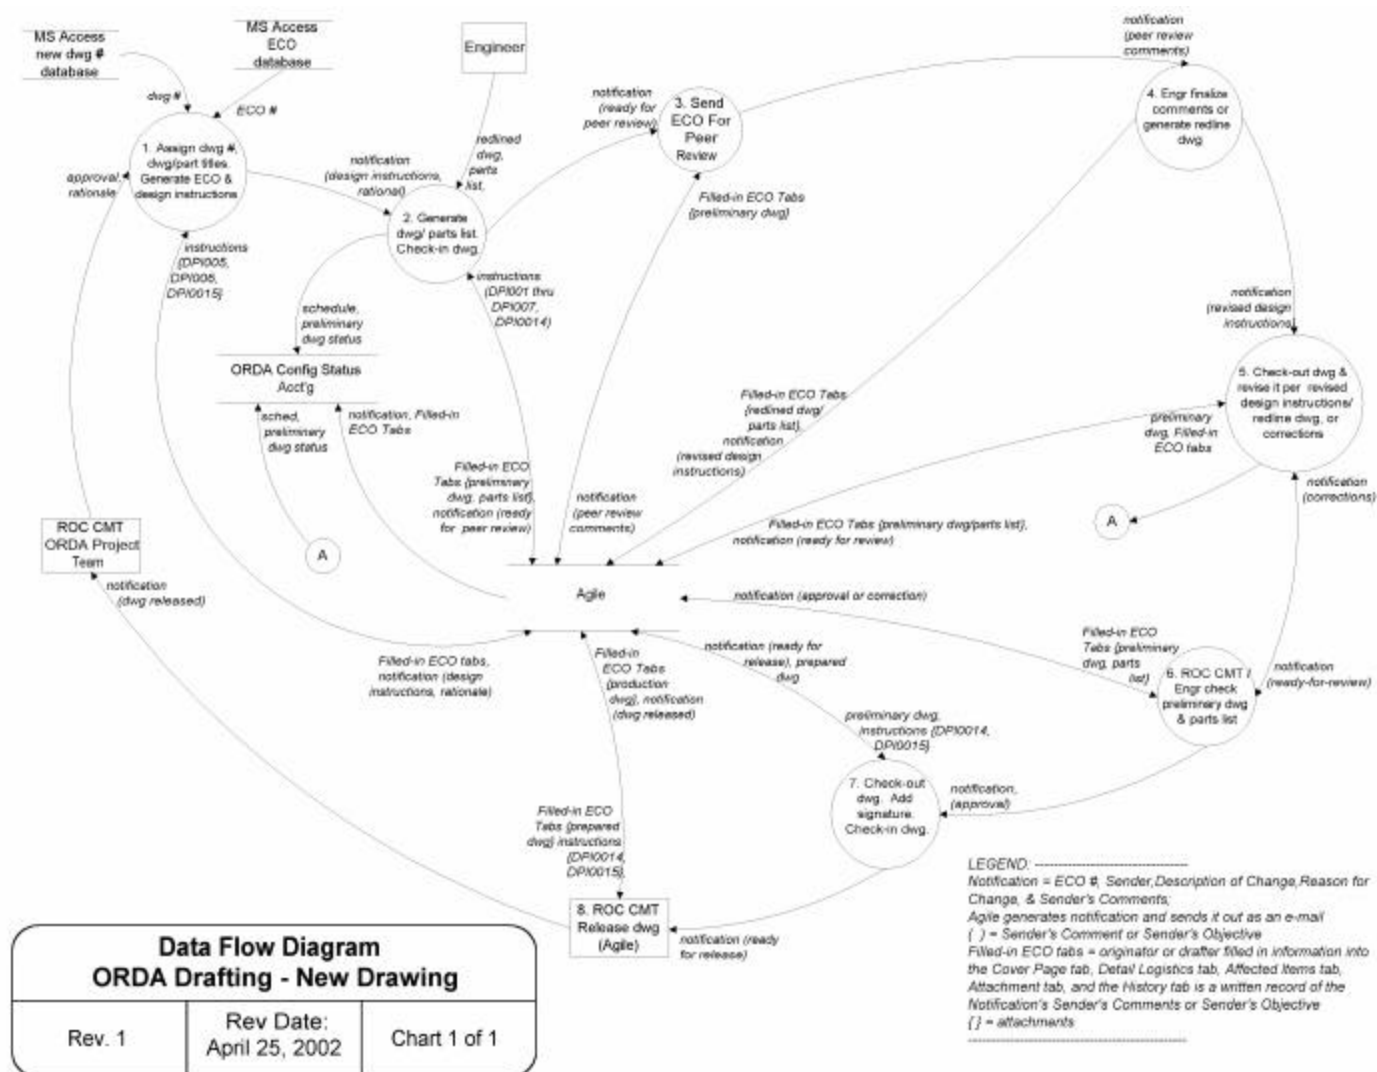 MS Access
new dwg #
database
MS Access
ECO
database
Engineer
notification
(peer review
comments)
dwg #
ECO #
notification
(ready for
peer review)
3. Send
ECO For
Peer
Review
4. Engr finalize
comments or
generate redline
dwg
1. Assign dwg #,
dwg/part titles.
Generate ECO &
design instructions
approval,
rationale
notification
(design instructions,
rational)
redlined
dwg,
parts
list,
2. Generate
dwg/ parts list.
Check-in dwg.
Filled-in ECO Tabs
{preliminary dwg}
instructions
{DPI005,
DPI006,
DPI0015}
instructions
(DPI001 thru
DPI007,
DPI0014)
schedule,
preliminary
dwg status
notification
(revised design
instructions)
ORDA Config Status
Acct'g
5. Check-out dwg &
revise it per revised
design instructions/
redline dwg, or
corrections
sched,
preliminary
dwg status
notification, Filled-in
ECO Tabs
Filled-in ECO Tabs
{redlined dwg/
parts list},
notification
(revised design
instructions)
preliminary
dwg, Filled-in
ECO tabs
Filled-in ECO
Tabs {preliminary
dwg, parts list},
notification (ready
for peer review)
notification
(peer review
comments)
notification
(corrections)
A
Filled-in ECO Tabs {preliminary dwg/parts list},
notification (ready for review)
ROC CMT
ORDA Project
Team
A
notification
(dwg released)
Agile
notification (approval or correction)
Filled-in ECO tabs,
notification (design
instructions, rationale)
Filled-in
ECO Tabs
{production
dwg}, notification
(dwg released)
notification (ready for
release), prepared
dwg
Filled-in ECO
Tabs {preliminary
dwg, parts
list}
6. ROC CMT /
Engr check
preliminary dwg
& parts list
notification
(ready-for-review)
preliminary dwg,
instructions {DPI0014,
DPI0015}
7. Check-out
dwg. Add
signature.
Check-in dwg.
notification,
(approval)
Filled-in ECO
Tabs {prepared
dwg} instructions
{DPI0014,
DPI0015}
8. ROC CMT
Release dwg
(Agile)
notification (ready
for release)
LEGEND: ----------------------------------
Notification = ECO #, Sender,Description of Change,Reason for
Change, & Sender's Comments;
Agile generates notification and sends it out as an e-mail
( ) = Sender's Comment or Sender's Objective
Filled-in ECO tabs = originator or drafter filled in information into
the Cover Page tab, Detail Logistics tab, Affected Items tab,
Attachment tab, and the History tab is a written record of the
Notification's Sender's Comments or Sender's Objective
{ } = attachments
------------------------------------------------
Data Flow Diagram
ORDA Drafting - New Drawing
Rev. 1
Rev Date:
April 25, 2002
Chart 1 of 1